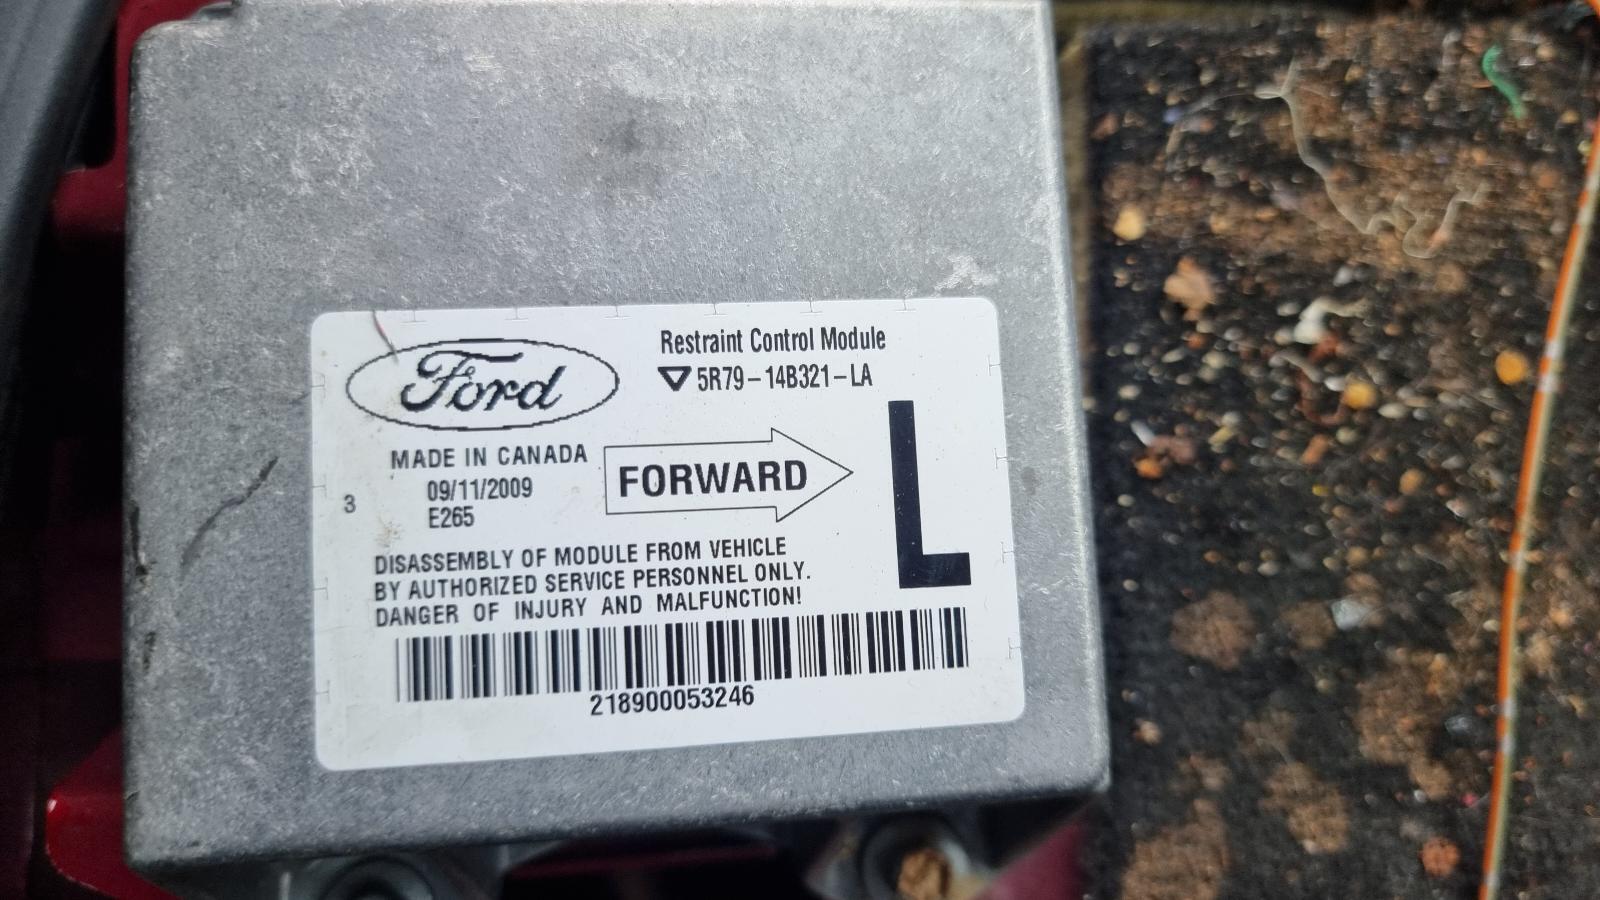 Ford
Restraint Control Module
5R79-14B321-LA
MADE IN CANADA
09/11/2009
E265
3
FORWARD
L
DISASSEMBLY OF MODULE FROM VEHICLE
BY AUTHORIZED SERVICE PERSONNEL ONLY.
DANGER OF INJURY AND MALFUNCTION!
218900053246